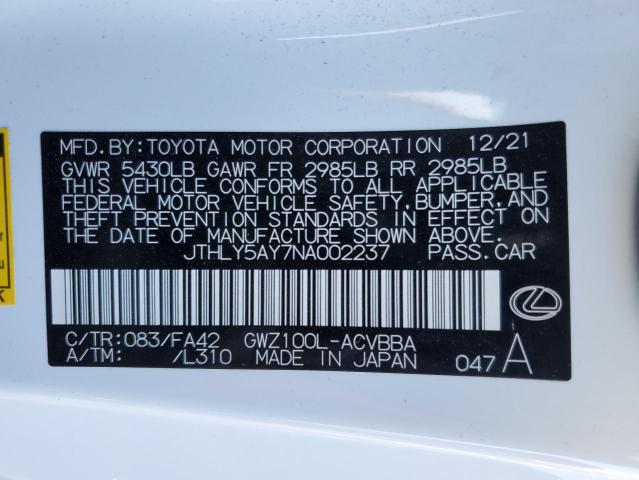 MFD. BY: TOYOTA MOTOR CORPORATION 12/21
GVWR 5430LB GAWR FR 2985LB RR 2985LB
THIS VEHICLE CONFORMS TO ALL APPLICABLE
FEDERAL MOTOR VEHICLE SAFETY, BUMPER, AND
THEFT PREVENTION STANDARDS IN EFFECT ON
THE DATE OF MANUFACTURE SHOWN ABOVE.
JTHLY5AY7NA002237 PASS. CAR
C/TR: 083/FA42 GWZ100L-ACVBBA
A/TM: /L310 MADE IN JAPAN 047 A